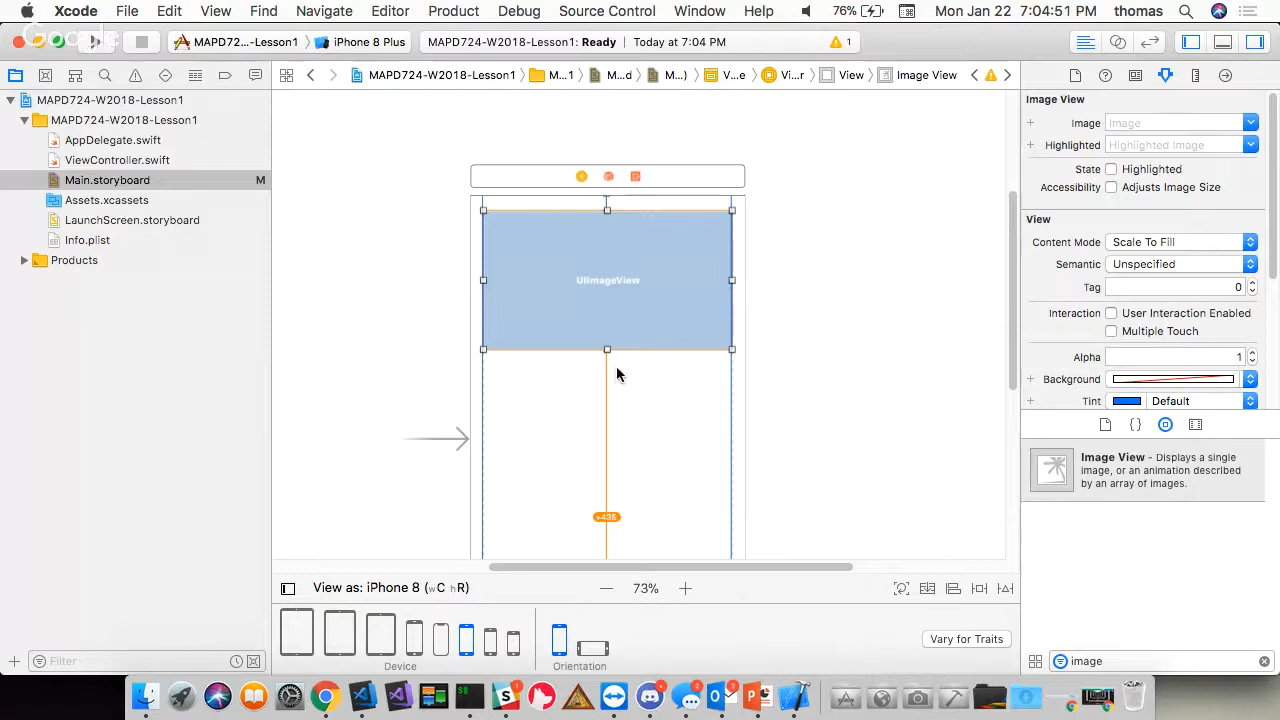 Xcode File Edit View Find Navigate Editor Product Debug Source Control Window Help 76% Mon Jan 22 7:04:51 PM thomas
MAPD72...-Lesson1 iPhone 8 Plus MAPD724-W2018-Lesson1: Ready Today at 7:04 PM 1
MAPD724-W2018-Lesson1 M...1 M...d M...) V...e Vi...r View Image View
MAPD724-W2018-Lesson1
MAPD724-W2018-Lesson1
AppDelegate.swift
ViewController.swift
Main.storyboard M
Assets.xcassets
LaunchScreen.storyboard
Info.plist
Products
Filter
UIImageView
+435
View as: iPhone 8 (wC hR)
73%
Device
Orientation
Vary for Traits
Image View
Image Image
Highlighted Highlighted Image
State Highlighted
Accessibility Adjusts Image Size
View
Content Mode Scale To Fill
Semantic Unspecified
Tag 0
Interaction User Interaction Enabled
Multiple Touch
Alpha 1
Background
Tint Default
{}
Image View - Displays a single
image, or an animation described
by an array of images.
image